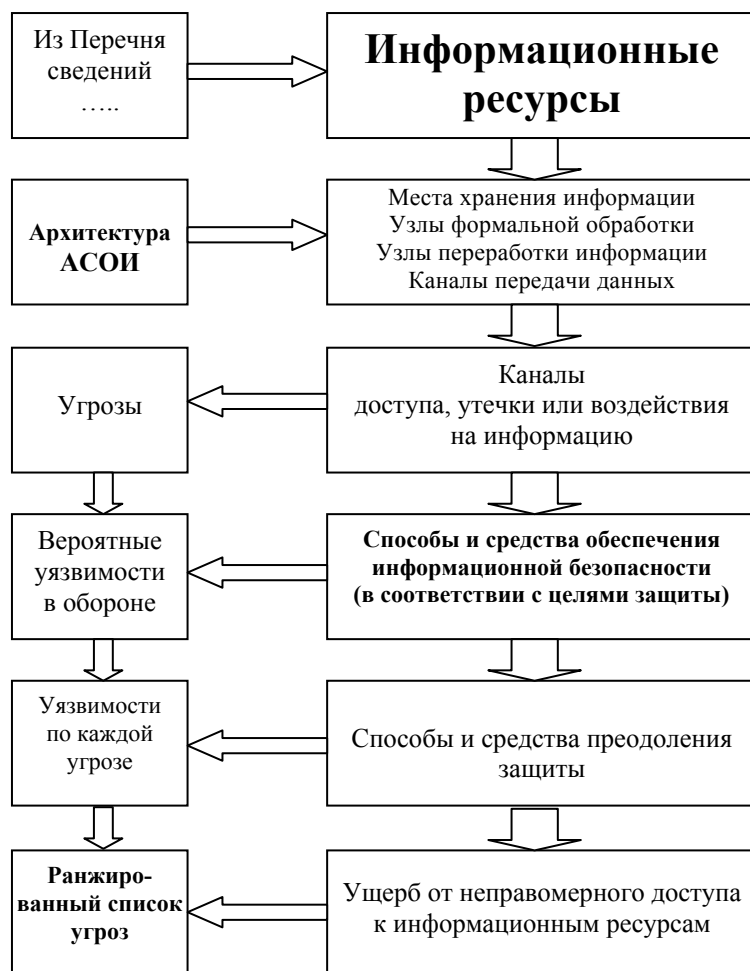 Из Перечня
сведений
…..
Информационные
ресурсы
Архитектура
АСОИ
Места хранения информации
Узлы формальной обработки
Узлы переработки информации
Каналы передачи данных
Угрозы
Каналы
доступа, утечки или воздействия
на информацию
Вероятные
уязвимости
в обороне
Способы и средства обеспечения
информационной безопасности
(в соответствии с целями защиты)
Уязвимости
по каждой
угрозе
Способы и средства преодоления
защиты
Ранжиро-
ванный список
угроз
Ущерб от неправомерного доступа
к информационным ресурсам